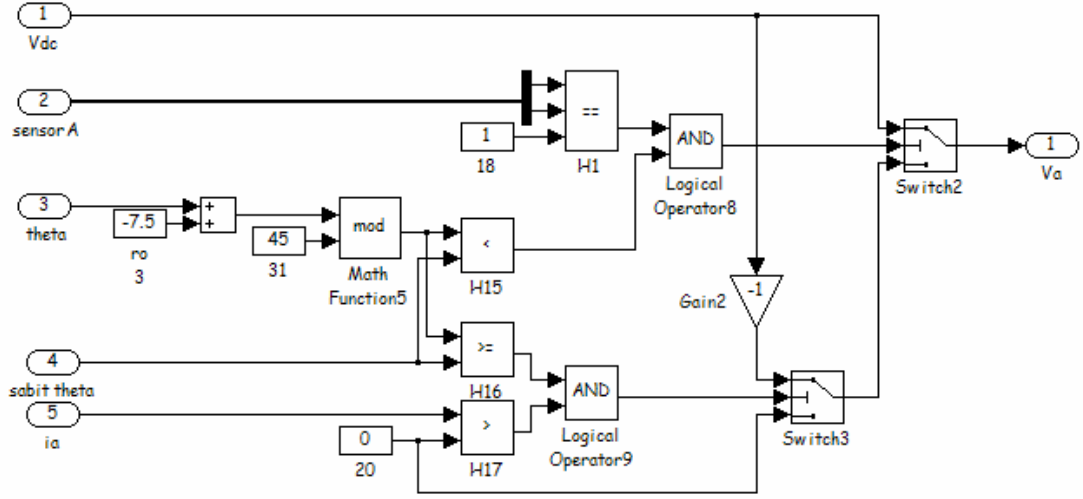 1
Vdc
2
sensor A
1
18
==
H1
AND
Logical
Operator8
Switch2
1
Va
3
theta
-7.5
ro
3
+
+
45
31
mod
Math
Function5
<
H15
-1
Gain2
4
sabit theta
>=
H16
5
ia
0
20
>
H17
AND
Logical
Operator9
Switch3